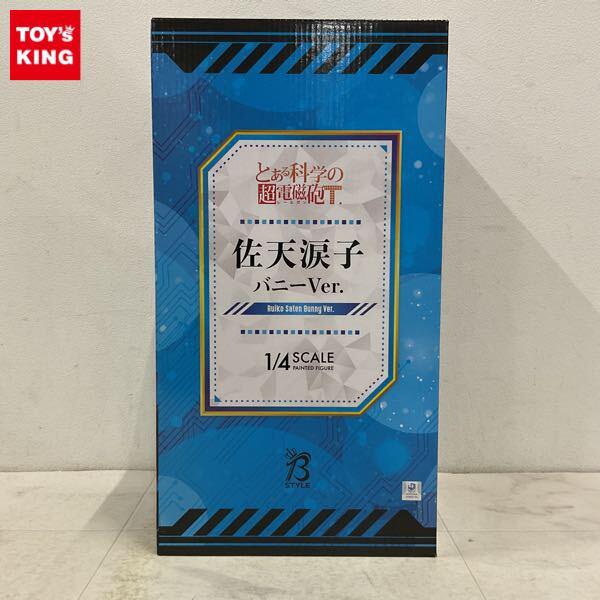 TOY's
KING
とある科学の
超電磁砲T
佐天涙子
バニーVer.
Ruiko Saten Bunny Ver.
1/4 SCALE
PAINTED FIGURE
B
STYLE